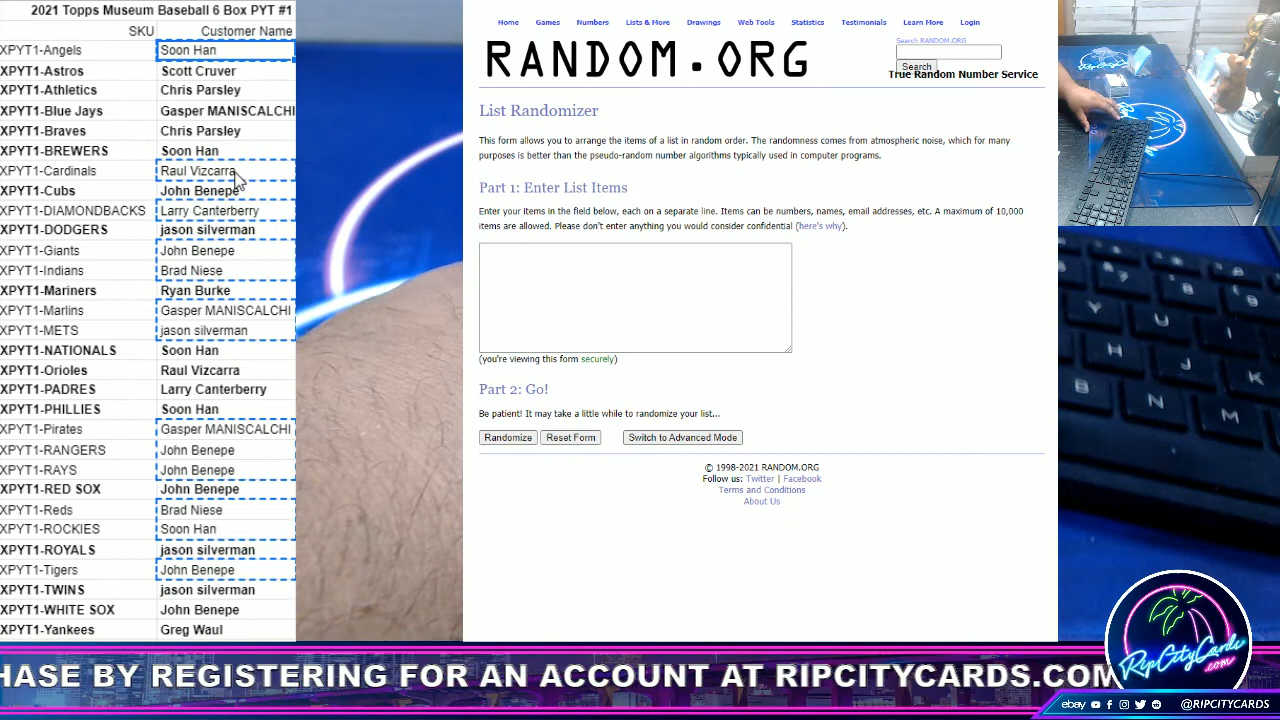 2021 Topps Museum Baseball 6 Box PYT #1
SKU Customer Name
XPYT1-Angels Soon Han
XPYT1-Astros Scott Cruver
XPYT1-Athletics Chris Parsley
XPYT1-Blue Jays Gasper MANISCALCHI
XPYT1-Braves Chris Parsley
XPYT1-BREWERS Soon Han
XPYT1-Cardinals Raul Vizcarra
XPYT1-Cubs John Benepe
XPYT1-DIAMONDBACKS Larry Canterberry
XPYT1-DODGERS jason silverman
XPYT1-Giants John Benepe
XPYT1-Indians Brad Niese
XPYT1-Mariners Ryan Burke
XPYT1-Marlins Gasper MANISCALCHI
XPYT1-METS jason silverman
XPYT1-NATIONALS Soon Han
XPYT1-Orioles Raul Vizcarra
XPYT1-PADRES Larry Canterberry
XPYT1-PHILLIES Soon Han
XPYT1-Pirates Gasper MANISCALCHI
XPYT1-RANGERS John Benepe
XPYT1-RAYS John Benepe
XPYT1-RED SOX John Benepe
XPYT1-Reds Brad Niese
XPYT1-ROCKIES Soon Han
XPYT1-ROYALS jason silverman
XPYT1-Tigers John Benepe
XPYT1-TWINS jason silverman
XPYT1-WHITE SOX John Benepe
XPYT1-Yankees Greg Waul
Home Games Numbers Lists & More Drawings Web Tools Statistics Testimonials Learn More Login
RANDOM.ORG
Search RANDOM.ORG
Search
True Random Number Service
List Randomizer
This form allows you to arrange the items of a list in random order. The randomness comes from atmospheric noise, which for many
purposes is better than the pseudo-random number algorithms typically used in computer programs.
Part 1: Enter List Items
Enter your items in the field below, each on a separate line. Items can be numbers, names, email addresses, etc. A maximum of 10,000
items are allowed. Please don't enter anything you would consider confidential (here's why).
(you're viewing this form securely)
Part 2: Go!
Be patient! It may take a little while to randomize your list...
Randomize Reset Form Switch to Advanced Mode
© 1998-2021 RANDOM.ORG
Follow us: Twitter | Facebook
Terms and Conditions
About Us
HASE BY REGISTERING FOR AN ACCOUNT AT RIPCITYCARDS.COM
RipCityCards
.com
ebay @RIPCITYCARDS